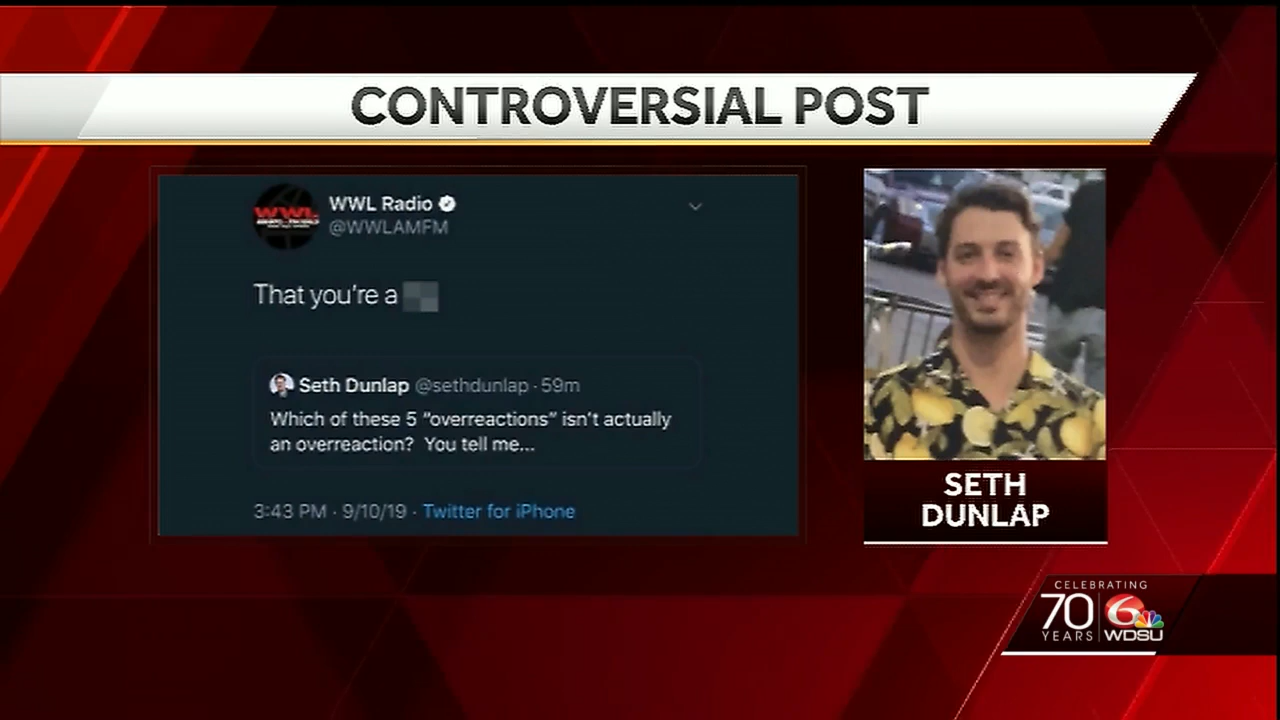 CONTROVERSIAL POST
WWL
WWL Radio
@WWLAMFM
That you're a
Seth Dunlap @sethdunlap · 59m
Which of these 5 “overreactions” isn't actually
an overreaction? You tell me...
3:43 PM · 9/10/19 · Twitter for iPhone
SETH
DUNLAP
CELEBRATING
70
YEARS
6
WDSU